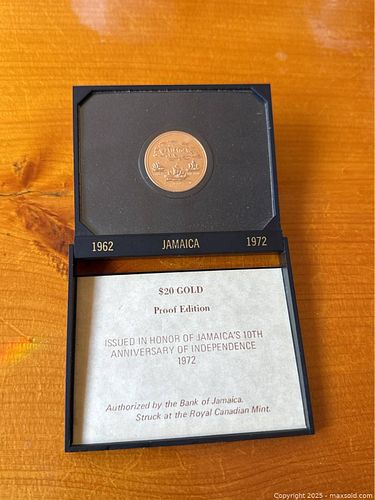 1962 JAMAICA 1972
$20 GOLD
Proof Edition
ISSUED IN HONOR OF JAMAICA'S 10TH
ANNIVERSARY OF INDEPENDENCE
1972
Authorized by the Bank of Jamaica.
Struck at the Royal Canadian Mint.
Copyright 2025 - maxsold.com